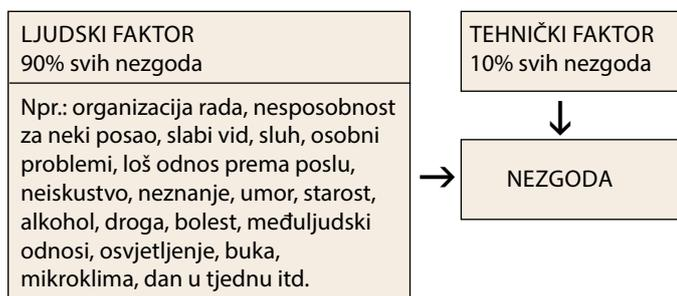 LJUDSKI FAKTOR
90% svih nezgoda
Npr.: organizacija rada, nesposobnost
za neki posao, slabi vid, sluh, osobni
problemi, loš odnos prema poslu,
neiskustvo, neznanje, umor, starost,
alkohol, droga, bolest, međuljudski
odnosi, osvjetljenje, buka,
mikroklima, dan u tjednu itd.
TEHNIČKI FAKTOR
10% svih nezgoda
NEZGODA